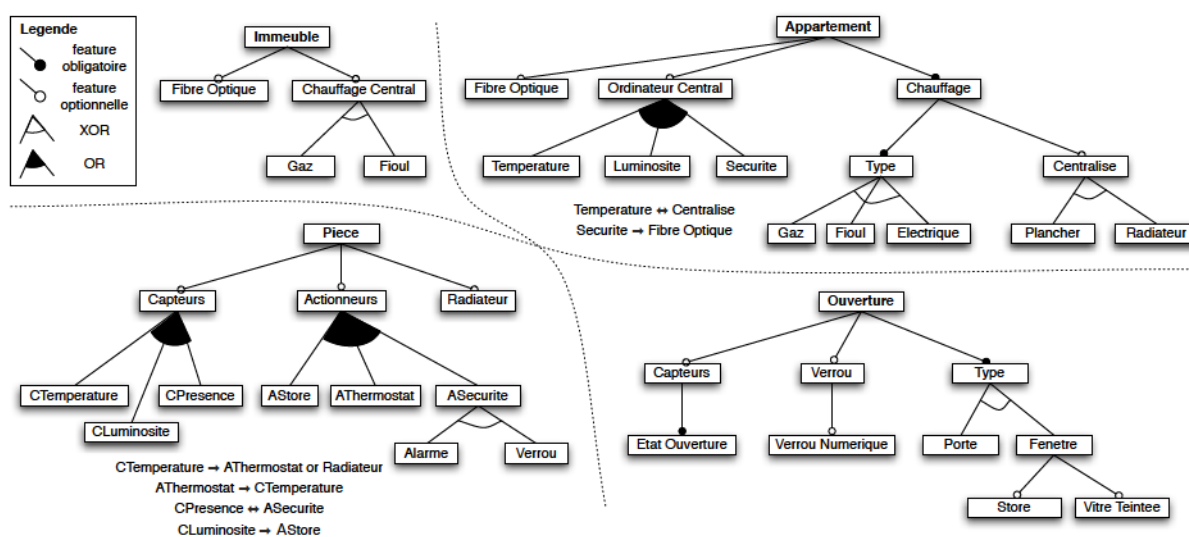 Legende
feature
obligatoire
feature
optionnelle
XOR
OR
Immeuble
Fibre Optique
Chauffage Central
Gaz
Fioul
Appartement
Fibre Optique
Ordinateur Central
Chauffage
Temperature
Luminosite
Securite
Type
Centralise
Gaz
Fioul
Electrique
Plancher
Radiateur
Temperature ↔ Centralise
Securite → Fibre Optique
Piece
Capteurs
Actionneurs
Radiateur
CTemperature
CPresence
AStore
AThermostat
ASecurite
CLuminosite
Alarme
Verrou
CTemperature → AThermostat or Radiateur
AThermostat → CTemperature
CPresence ↔ ASecurite
CLuminosite → AStore
Ouverture
Capteurs
Verrou
Type
Etat Ouverture
Verrou Numerique
Porte
Fenetre
Store
Vitre Teintee